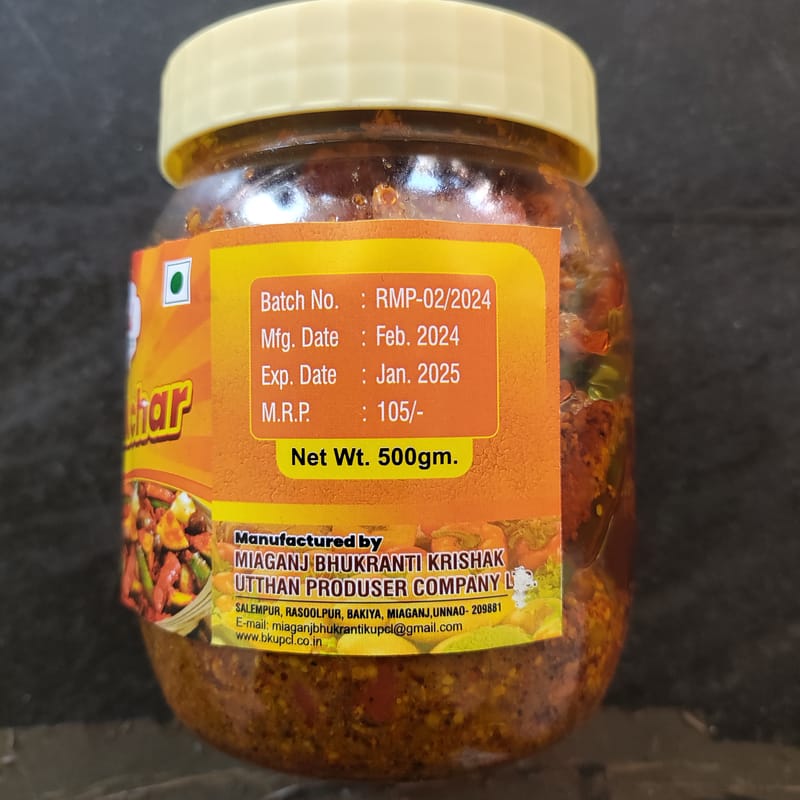 char
Batch No. : RMP-02/2024
Mfg. Date : Feb. 2024
Exp. Date : Jan. 2025
M.R.P. : 105/-
Net Wt. 500gm.
Manufactured by
MIAGANJ BHUKRANTI KRISHAK
UTTHAN PRODUSER COMPANY
SALEMPUR, RASOOLPUR, BAKIYA, MIAGANJ,UNNAO- 209881
E-mail: miaganjbhukrantikupcl@gmail.com
www.bkupcl.co.in